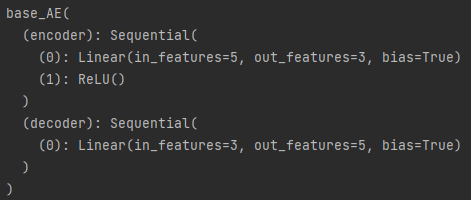 base_AE(
  (encoder): Sequential(
    (0): Linear(in_features=5, out_features=3, bias=True)
    (1): ReLU()
  )
  (decoder): Sequential(
    (0): Linear(in_features=3, out_features=5, bias=True)
  )
)